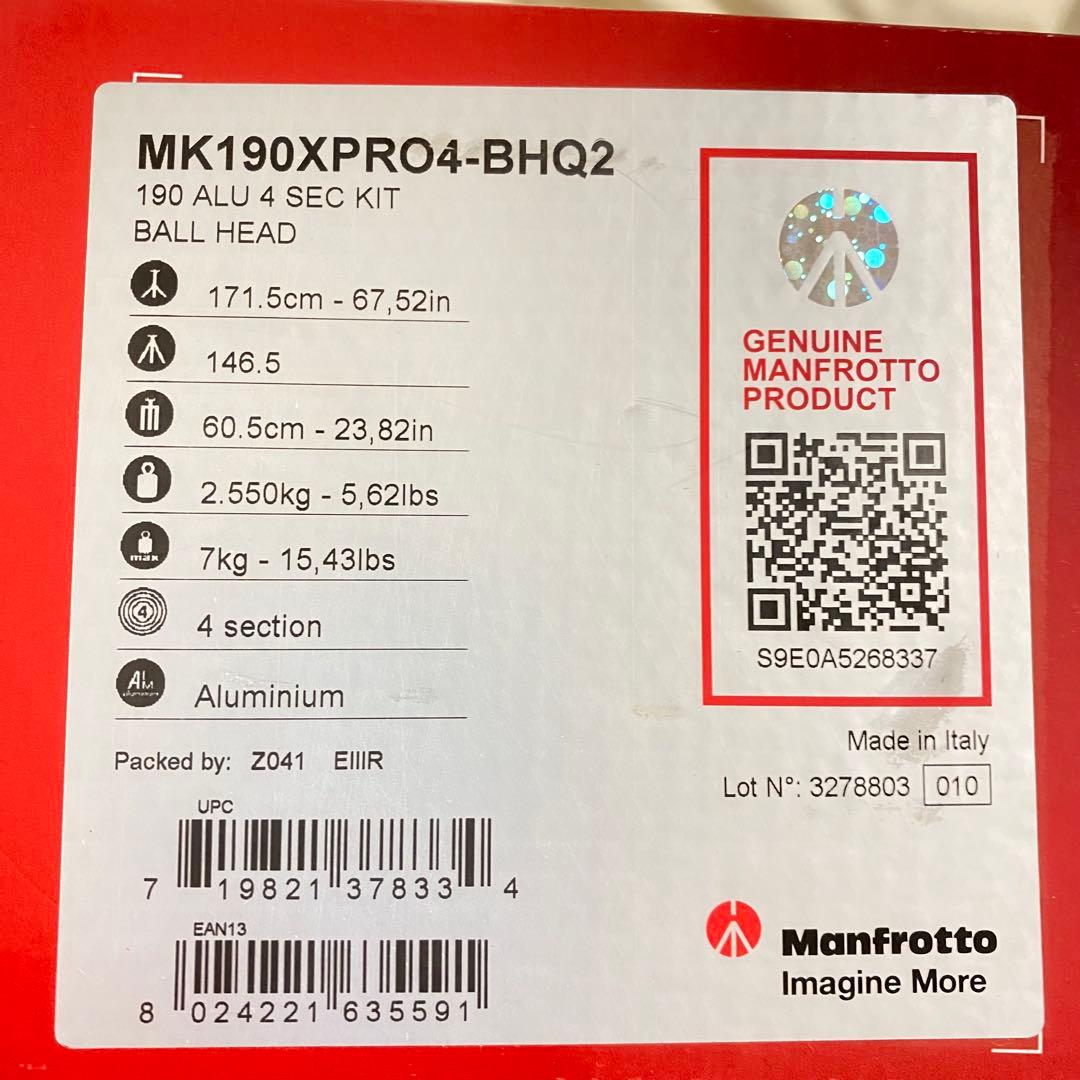 MK190XPRO4-BHQ2
190 ALU 4 SEC KIT
BALL HEAD
171.5cm - 67,52in
146.5
60.5cm - 23,82in
2.550kg - 5,62lbs
max
7kg - 15,43lbs
4
4 section
Aluminium
Packed by: Z041 EIIIR
UPC
7 19821 37833 4
EAN13
8 024221 635591
GENUINE
MANFROTTO
PRODUCT
S9E0A5268337
Made in Italy
Lot N°: 3278803 010
Manfrotto
Imagine More